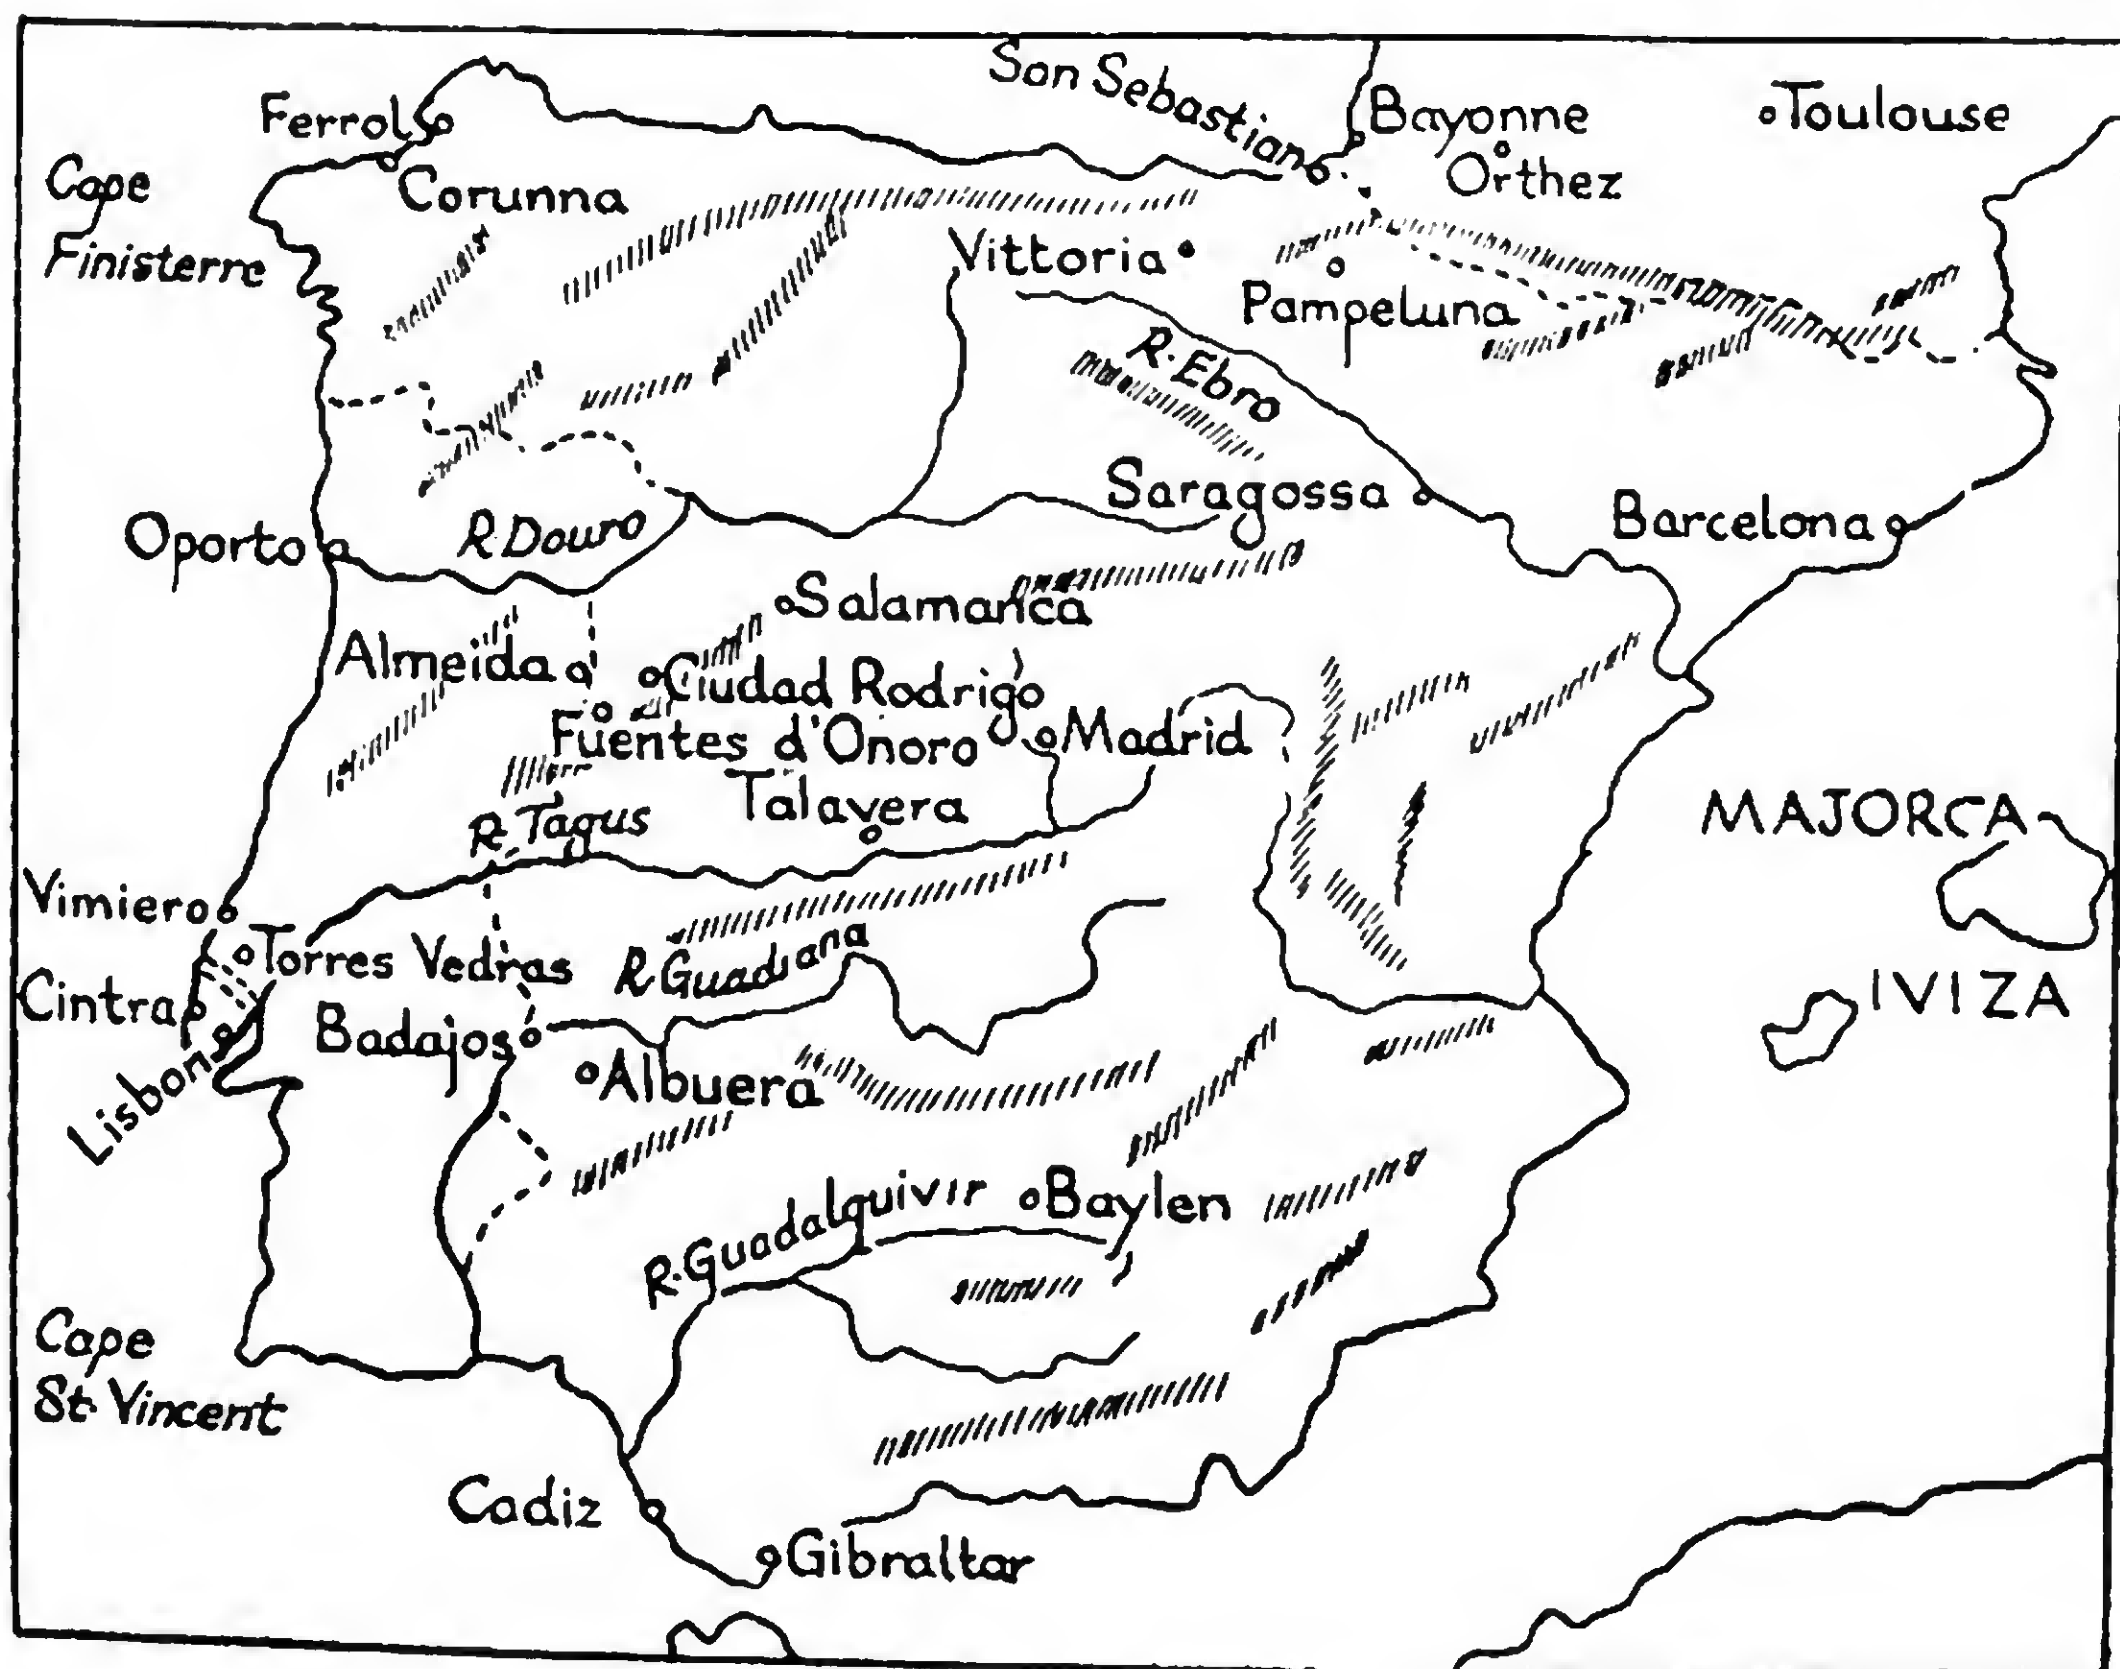 San Sebastian
Ferrol
Bayonne
Toulouse
Orthez
Cape
Finisterre
Corunna
Vittoria
Pampeluna
R. Ebro
Saragossa
Barcelona
Oporto
R. Douro
Salamanca
Almeida
Ciudad Rodrigo
Fuentes d'Onoro
Madrid
Talavera
R. Tagus
MAJORCA
Vimiero
Torres Vedras
R. Guadiana
Cintra
IVIZA
Badajos
Lisbon
Albuera
Baylen
R. Guadalquivir
Cape
St. Vincent
Cadiz
Gibraltar